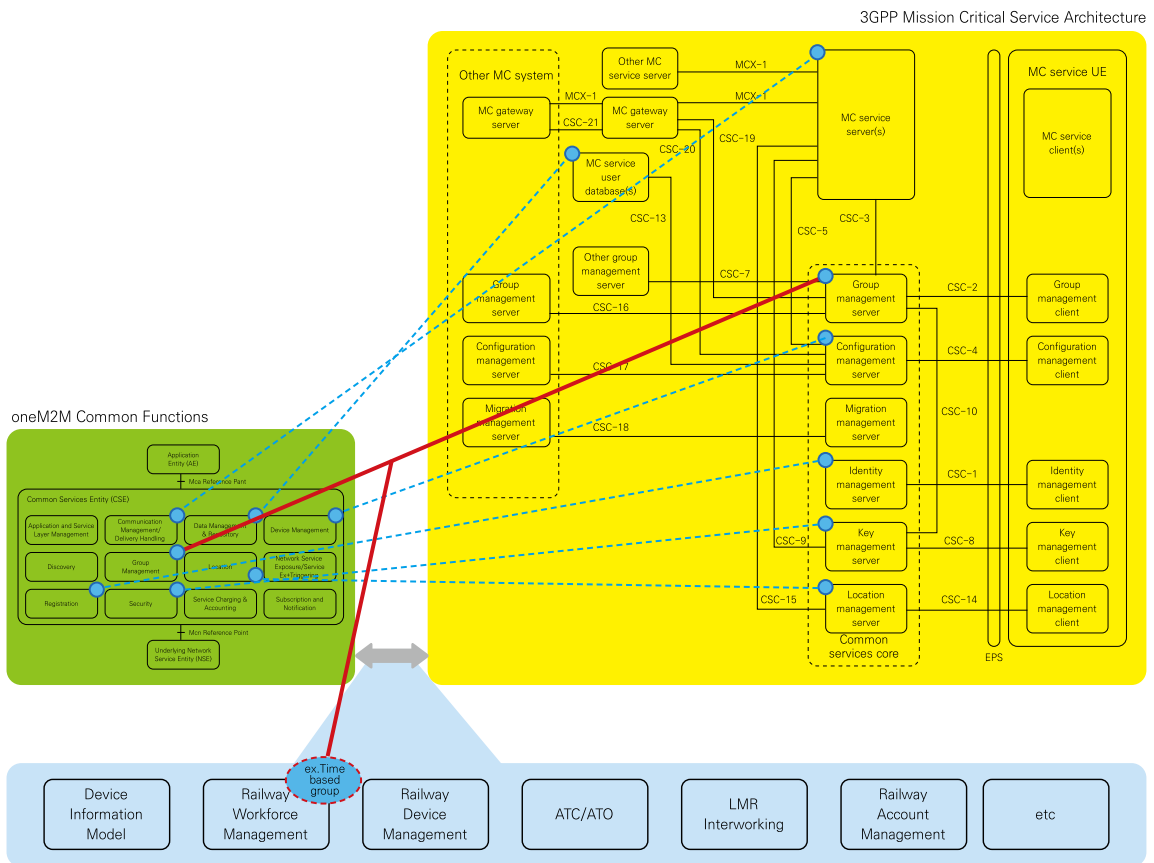 3GPP Mission Critical Service Architecture
Other MC system
Other MC
service server
MCX-1
MC service UE
MCX-1
MC gateway
server
CSC-21
MC gateway
server
MCX-1
CSC-19
CSC-20
MC service
server(s)
MC service
client(s)
MC service
user
database(s)
CSC-13
CSC-3
CSC-5
Other group
management
server
CSC-7
Group
management
server
CSC-16
Group
management
server
CSC-2
Group
management
client
Configuration
management
server
CSC-17
Configuration
management
server
CSC-4
Configuration
management
client
Migration
management
server
CSC-18
Migration
management
server
CSC-10
Identity
management
server
CSC-1
Identity
management
client
CSC-9
Key
management
server
CSC-8
Key
management
client
CSC-15
Location
management
server
CSC-14
Location
management
client
Common
services core
EPS
oneM2M Common Functions
Application
Entity (AE)
Mca Reference Pant
Common Services Entity (CSE)
Application and Service
Layer Management
Communication
Management/
Delivery Handling
Data Management
& Repository
Device Management
Discovery
Group
Management
Location
Network Service
Exposure/Service
Ex+Triggering
Registration
Security
Service Charging &
Accounting
Subscription and
Notification
Mcn Reference Point
Underlying Network
Service Entity (NSE)
ex.Time
based
group
Device
Information
Model
Railway
Workforce
Management
Railway
Device
Management
ATC/ATO
LMR
Interworking
Railway
Account
Management
etc